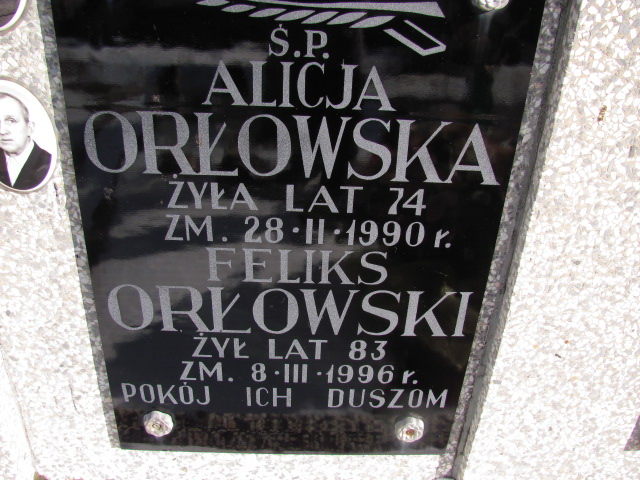 Ś.P.
ALICJA
ORŁOWSKA
ŻYŁA LAT 74
ZM. 28·II·1990 r.
FELIKS
ORŁOWSKI
ŻYŁ LAT 83
ZM. 8·III·1996 r.
POKÓJ ICH DUSZOM